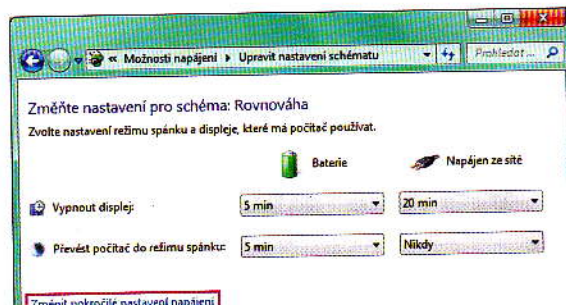 « Možnosti napájení ▸ Upravit nastavení schématu
Prohledat...
Změňte nastavení pro schéma: Rovnováha
Zvolte nastavení režimu spánku a displeje, které má počítač používat.
Baterie Napájen ze sítě
Vypnout displej: 5 min 20 min
Převést počítač do režimu spánku: 5 min Nikdy
Změnit pokročilé nastavení napájení